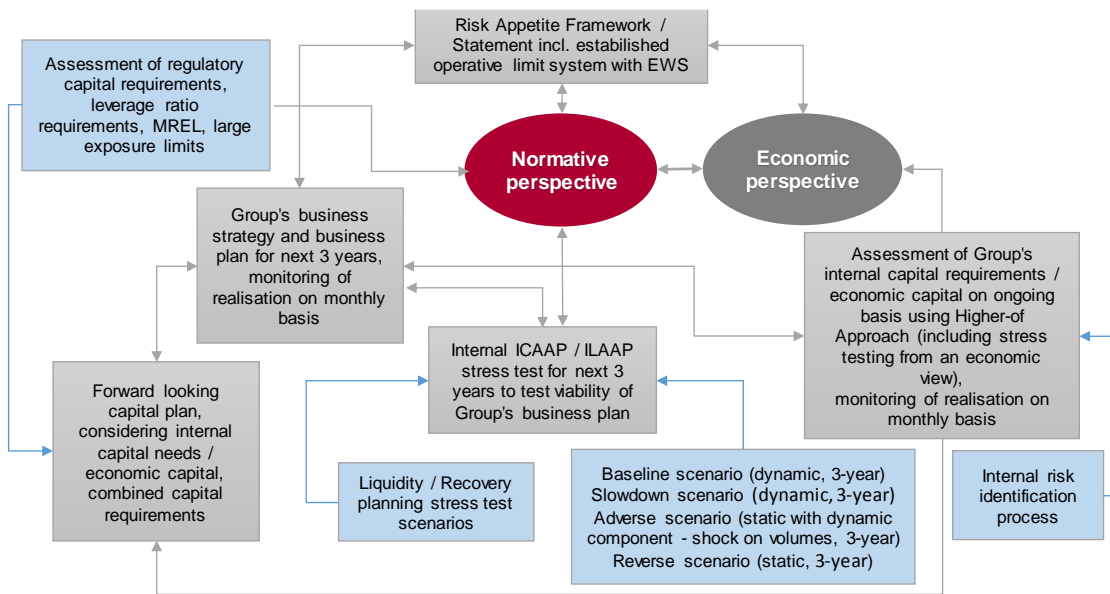 Risk Appetite Framework /
Statement incl. estabilished
operative limit system with EWS
Assessment of regulatory
capital requirements,
leverage ratio
requirements, MREL, large
exposure limits
Normative
perspective
Economic
perspective
Group's business
strategy and business
plan for next 3 years,
monitoring of
realisation on monthly
basis
Assessment of Group's
internal capital requirements /
economic capital on ongoing
basis using Higher-of
Approach (including stress
testing from an economic
view),
monitoring of realisation on
monthly basis
Internal ICAAP / ILAAP
stress test for next 3
years to test viability of
Group's business plan
Forward looking
capital plan,
considering internal
capital needs /
economic capital,
combined capital
requirements
Liquidity / Recovery
planning stress test
scenarios
Baseline scenario (dynamic, 3-year)
Slowdown scenario (dynamic, 3-year)
Adverse scenario (static with dynamic
component - shock on volumes, 3-year)
Reverse scenario (static, 3-year)
Internal risk
identification
process